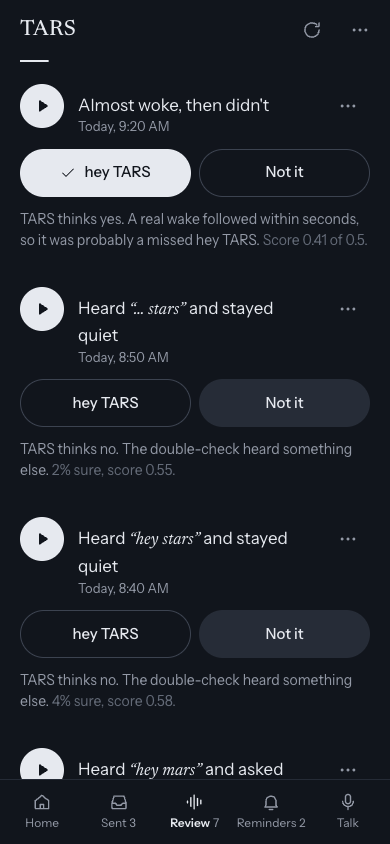 TARS
Almost woke, then didn't
Today, 9:20 AM
hey TARS
Not it
TARS thinks yes. A real wake followed within seconds,
so it was probably a missed hey TARS. Score 0.41 of 0.5.
Heard “… stars” and stayed
quiet
Today, 8:50 AM
hey TARS
Not it
TARS thinks no. The double-check heard something
else. 2% sure, score 0.55.
Heard “hey stars” and stayed
quiet
Today, 8:40 AM
hey TARS
Not it
TARS thinks no. The double-check heard something
else. 4% sure, score 0.58.
Heard “hey mars” and asked
Home
Sent 3
Review 7
Reminders 2
Talk